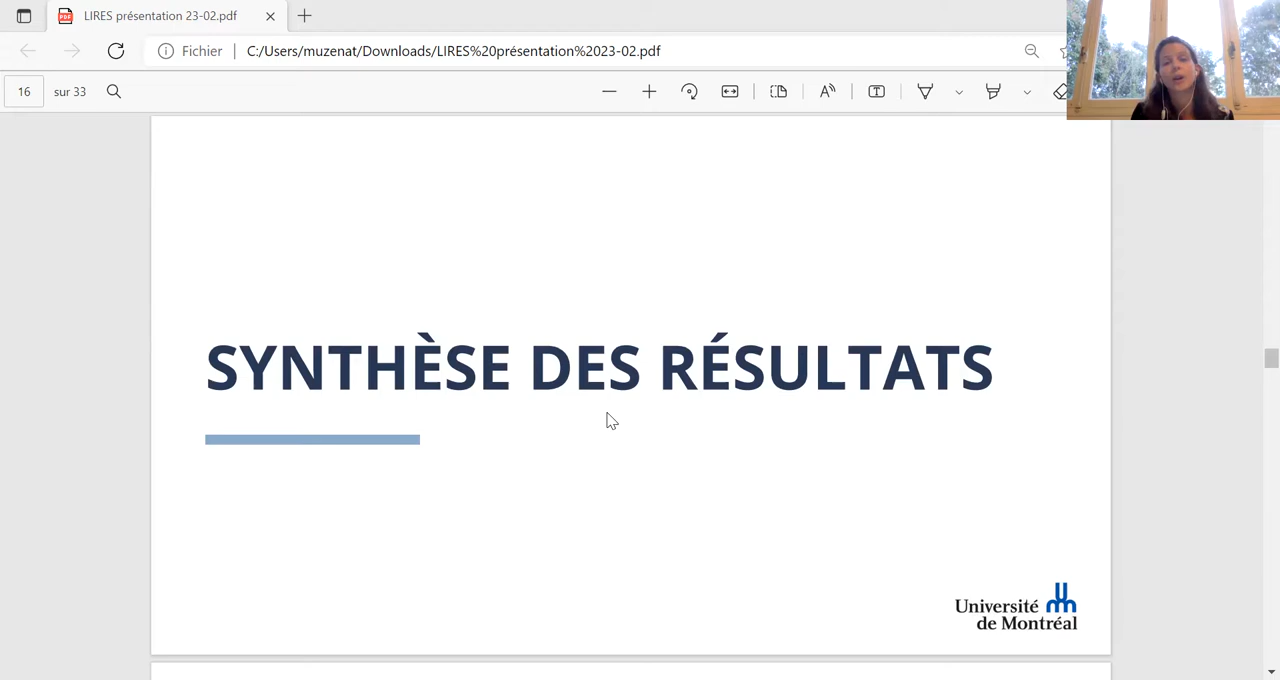 LIRES présentation 23-02.pdf
Fichier
C:/Users/muzenat/Downloads/LIRES%20présentation%2023-02.pdf
16 sur 33
SYNTHÈSE DES RÉSULTATS
Université
de Montréal